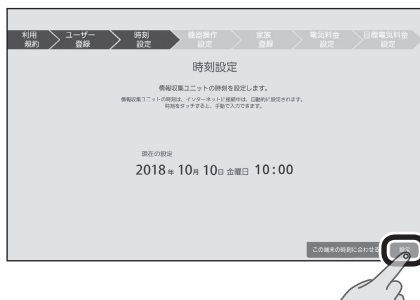 利用規約
ユーザー登録
時刻設定
機器操作設定
家族登録
電気料金設定
目標電気料金設定
時刻設定
情報収集ユニットの時刻を設定します。
情報収集ユニットの時刻は、インターネットに接続中は、自動的に設定されます。
時刻をタッチすると、手動で入力できます。
現在の設定
2018年 10月 10日 金曜日 10:00
この端末の時刻に合わせる